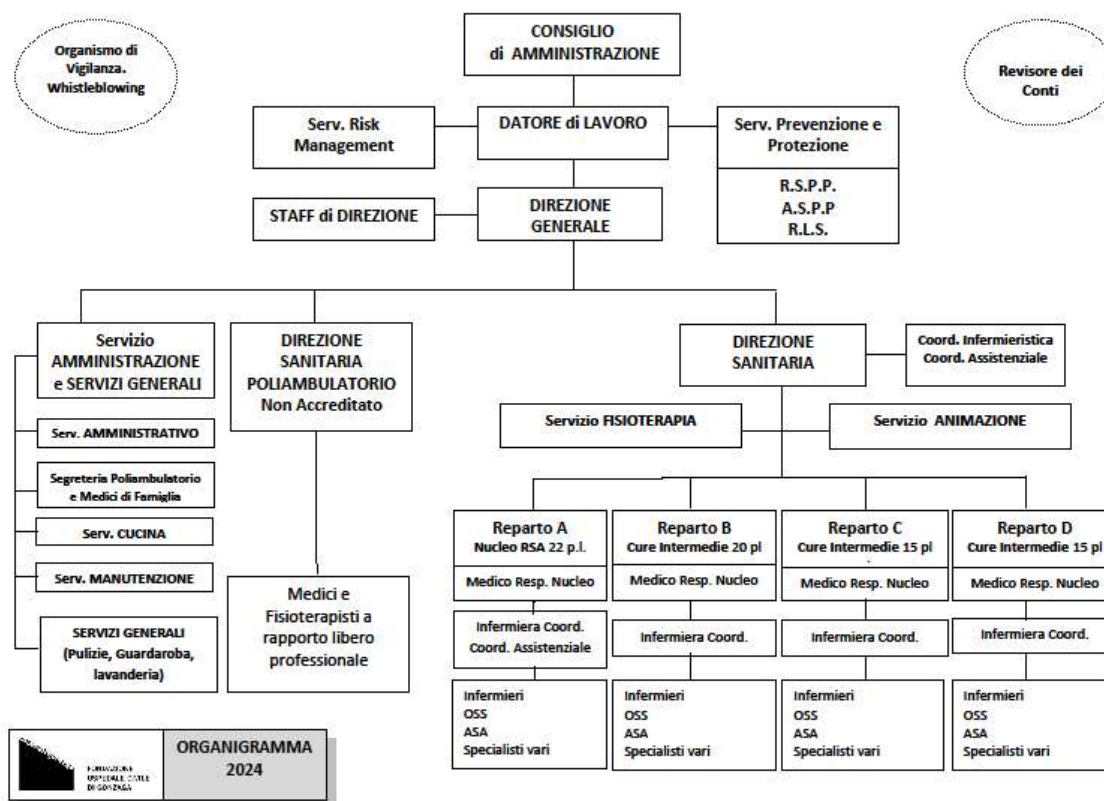 Organismo di
Vigilanza.
Whistleblowing
CONSIGLIO
di AMMINISTRAZIONE
Revisore dei
Conti
Serv. Risk
Management
DATORE di LAVORO
Serv. Prevenzione e
Protezione
R.S.P.P.
A.S.P.P
R.L.S.
STAFF di DIREZIONE
DIREZIONE
GENERALE
Servizio
AMMINISTRAZIONE
e SERVIZI GENERALI
DIREZIONE
SANITARIA
POLIAMBULATORIO
Non Accreditato
DIREZIONE
SANITARIA
Coord. Infermieristica
Coord. Assistenziale
Servizio FISIOTERAPIA
Servizio ANIMAZIONE
Serv. AMMINISTRATIVO
Segreteria Poliambulatorio
e Medici di Famiglia
Serv. CUCINA
Serv. MANUTENZIONE
SERVIZI GENERALI
(Pulizie, Guardaroba,
lavanderia)
Medici e
Fisioterapisti a
rapporto libero
professionale
Reparto A
Nucleo RSA 22 p.l.
Medico Resp. Nucleo
Infermiera Coord.
Coord. Assistenziale
Infermieri
OSS
ASA
Specialisti vari
Reparto B
Cure Intermedie 20 pl
Medico Resp. Nucleo
Infermiera Coord.
Infermieri
OSS
ASA
Specialisti vari
Reparto C
Cure Intermedie 15 pl
.
Medico Resp. Nucleo
Infermiera Coord.
Infermieri
OSS
ASA
Specialisti vari
Reparto D
Cure Intermedie 15 pl
Medico Resp. Nucleo
Infermiera Coord.
Infermieri
OSS
ASA
Specialisti vari
FONDAZIONE
OSPEDALE CIVILE
DI GONZAGA
ORGANIGRAMMA
2024